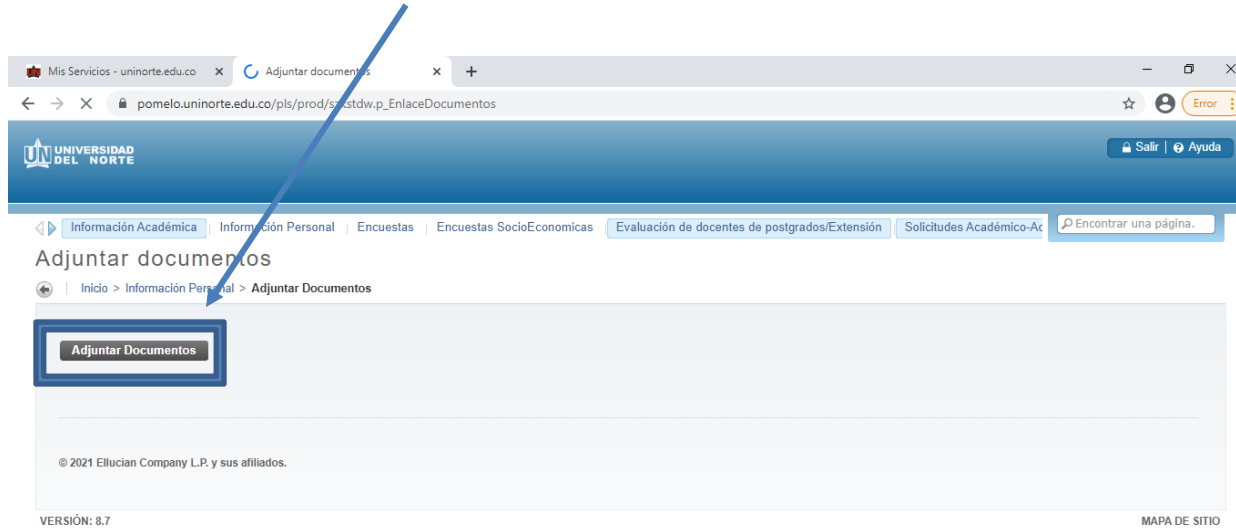 Mis Servicios - uninorte.edu.co
Adjuntar documentos
pomelo.uninorte.edu.co/pls/prod/szkstdw.p_EnlaceDocumentos
Error
UNIVERSIDAD
DEL NORTE
Salir | Ayuda
Información Académica | Información Personal | Encuestas | Encuestas SocioEconomicas | Evaluación de docentes de postgrados/Extensión Solicitudes Académico-Ac
Encontrar una página.
Adjuntar documentos
Inicio > Información Personal > Adjuntar Documentos
Adjuntar Documentos
© 2021 Ellucian Company L.P. y sus afiliados.
VERSIÓN: 8.7
MAPA DE SITIO